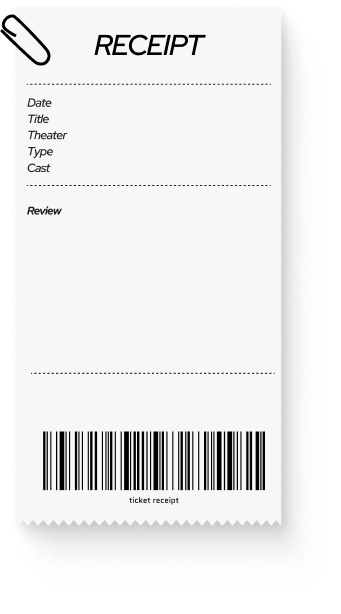 RECEIPT
Date
Title
Theater
Type
Cast
Review
ticket receipt